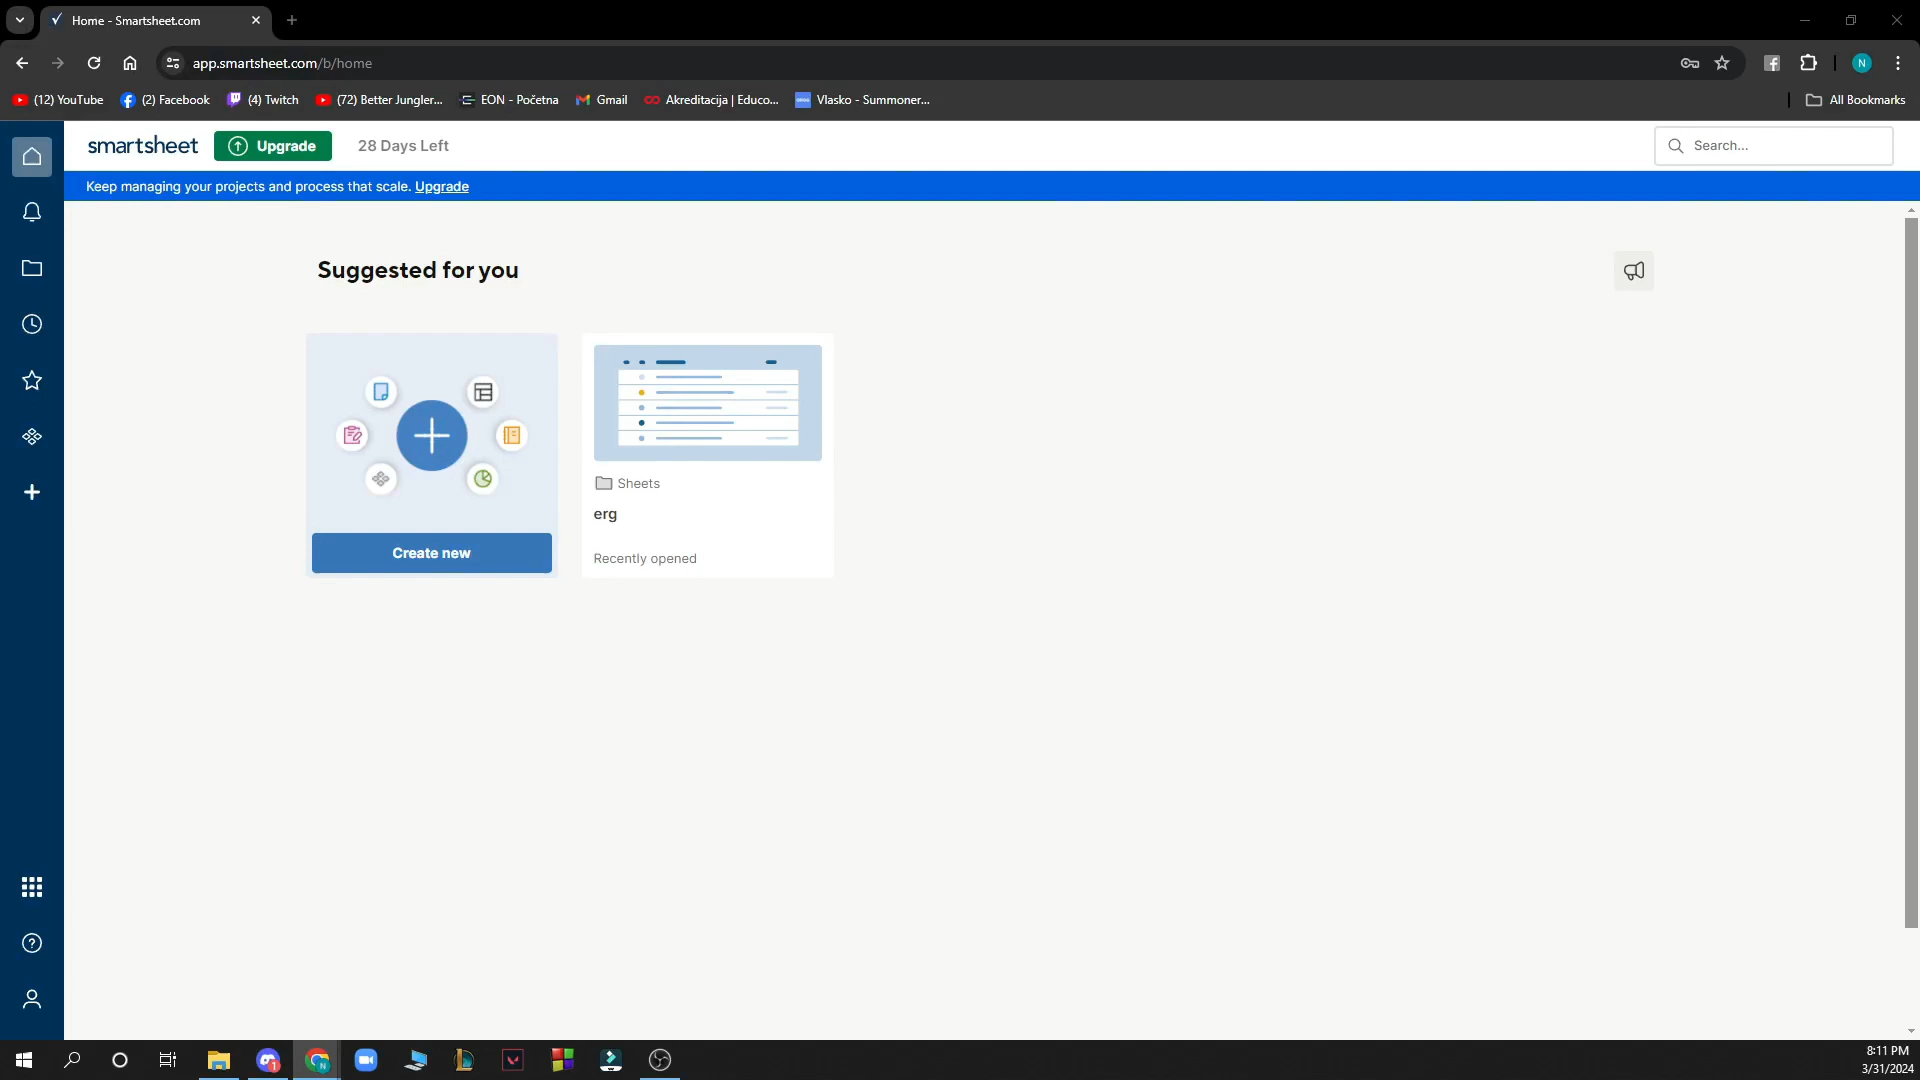 Home - Smartsheet.com
app.smartsheet.com/b/home
(12) YouTube
(2) Facebook
(4) Twitch
(72) Better Jungler...
EON - Početna
Gmail
Akreditacija | Educo...
Vlasko - Summoner...
All Bookmarks
N
smartsheet
Upgrade
28 Days Left
Search...
Keep managing your projects and process that scale. Upgrade
Suggested for you
Create new
Sheets
erg
Recently opened
8:11 PM
3/31/2024